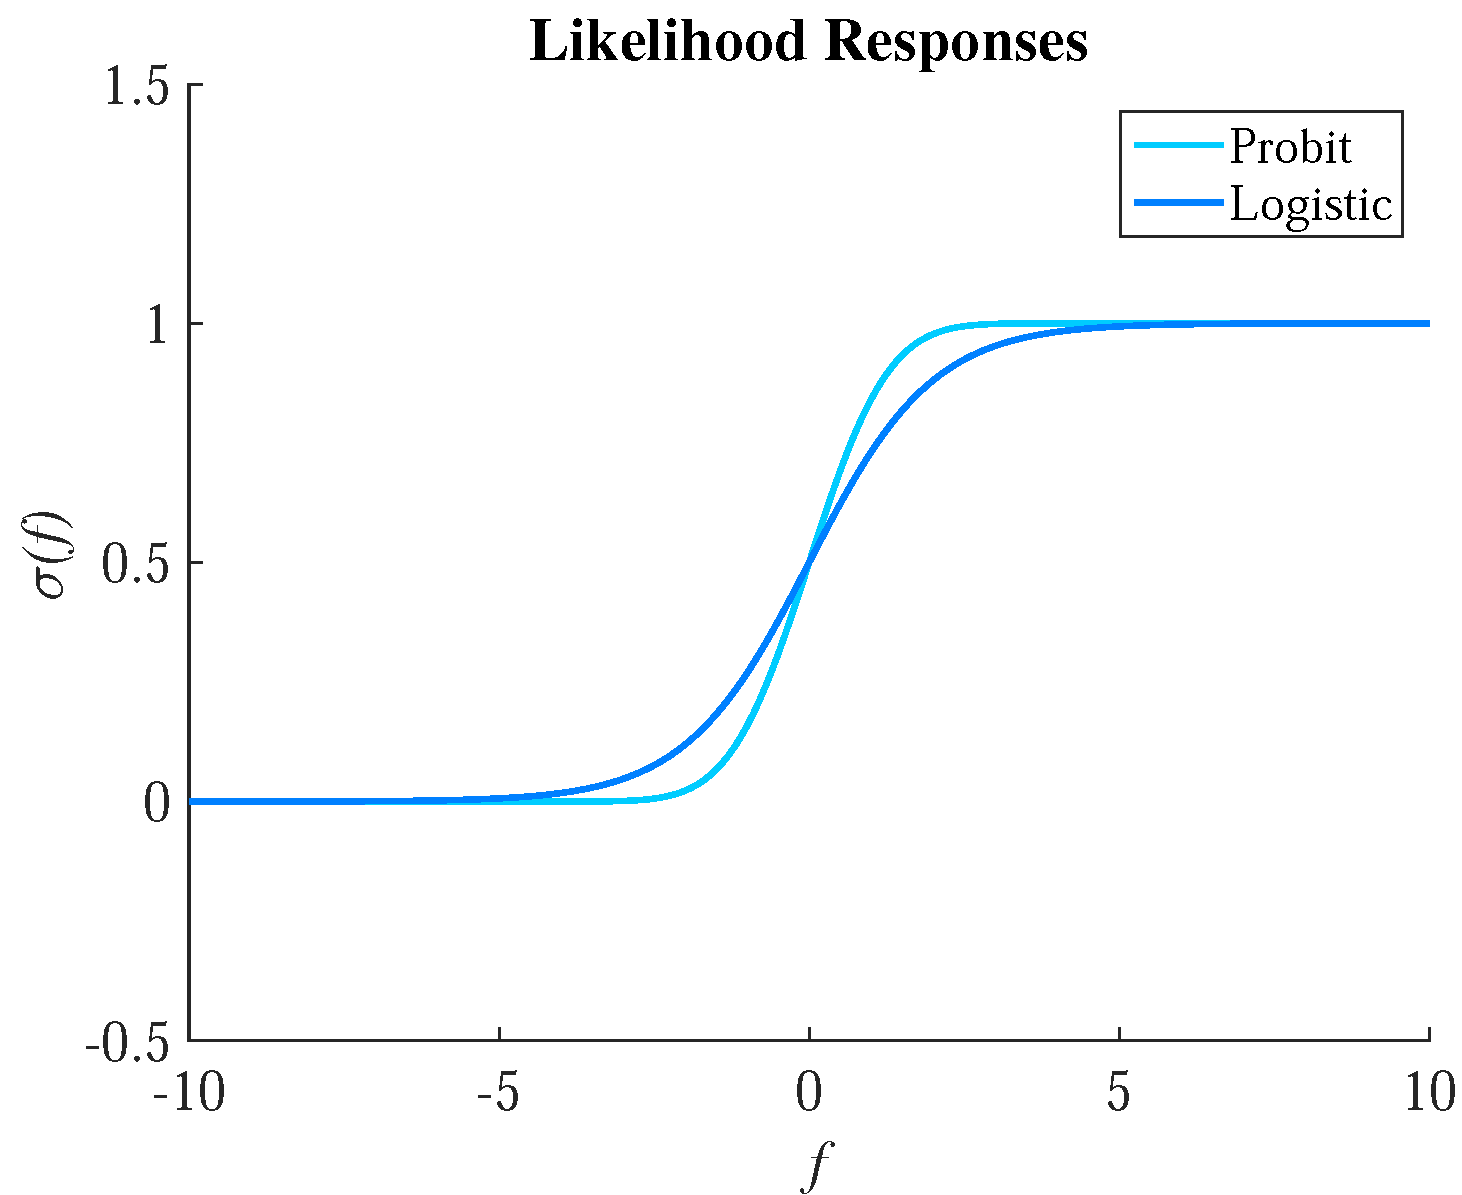 Likelihood Responses
1.5
1
0.5
0
-0.5
σ(f)
Probit
Logistic
-10 -5 0 5 10
f